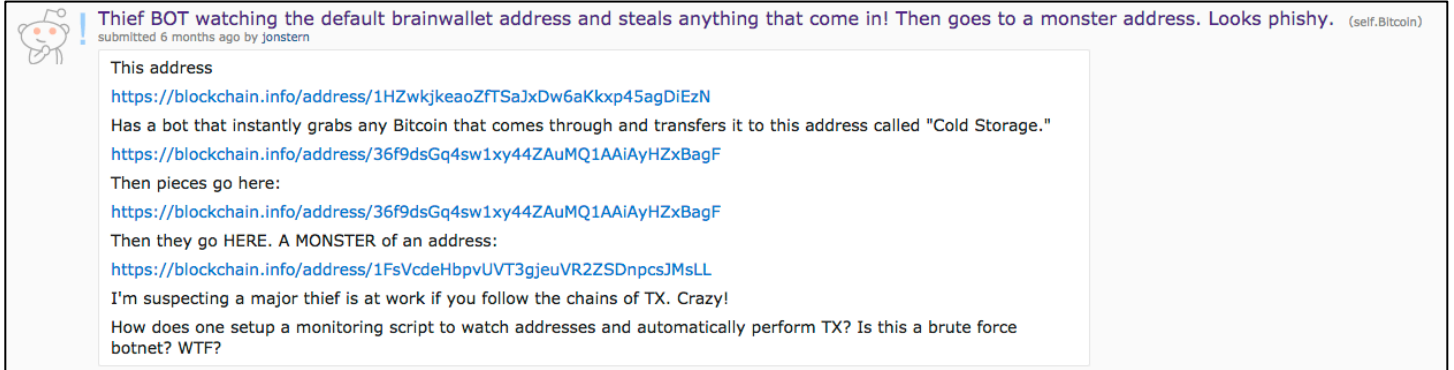 Thief BOT watching the default brainwallet address and steals anything that come in! Then goes to a monster address. Looks phishy. (self.Bitcoin)
submitted 6 months ago by jonstern
This address
https://blockchain.info/address/1HZwkjkeaoZfTSaJxDw6aKkxp45agDiEzN
Has a bot that instantly grabs any Bitcoin that comes through and transfers it to this address called "Cold Storage."
https://blockchain.info/address/36f9dsGq4sw1xy44ZAuMQ1AAiAyHZxBagF
Then pieces go here:
https://blockchain.info/address/36f9dsGq4sw1xy44ZAuMQ1AAiAyHZxBagF
Then they go HERE. A MONSTER of an address:
https://blockchain.info/address/1FsVcdeHbpvUVT3gjeuVR2ZSDnpcsJMsLL
I'm suspecting a major thief is at work if you follow the chains of TX. Crazy!
How does one setup a monitoring script to watch addresses and automatically perform TX? Is this a brute force
botnet? WTF?